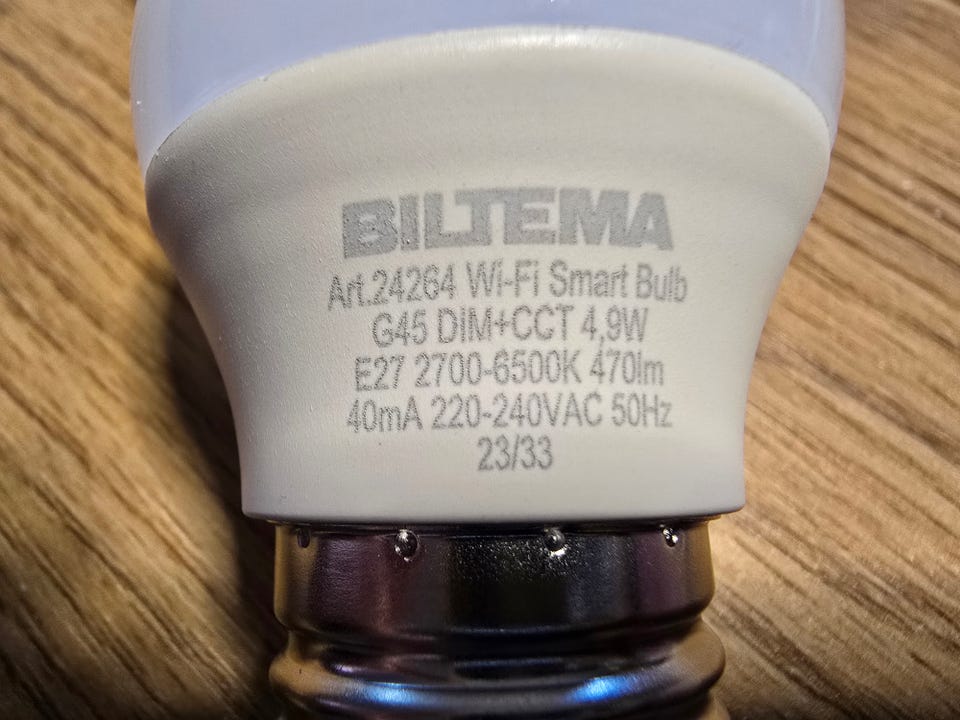 BILTEMA
Art.24264 Wi-Fi Smart Bulb
G45 DIM+CCT 4,9W
E27 2700-6500K 470lm
40mA 220-240VAC 50Hz
23/33